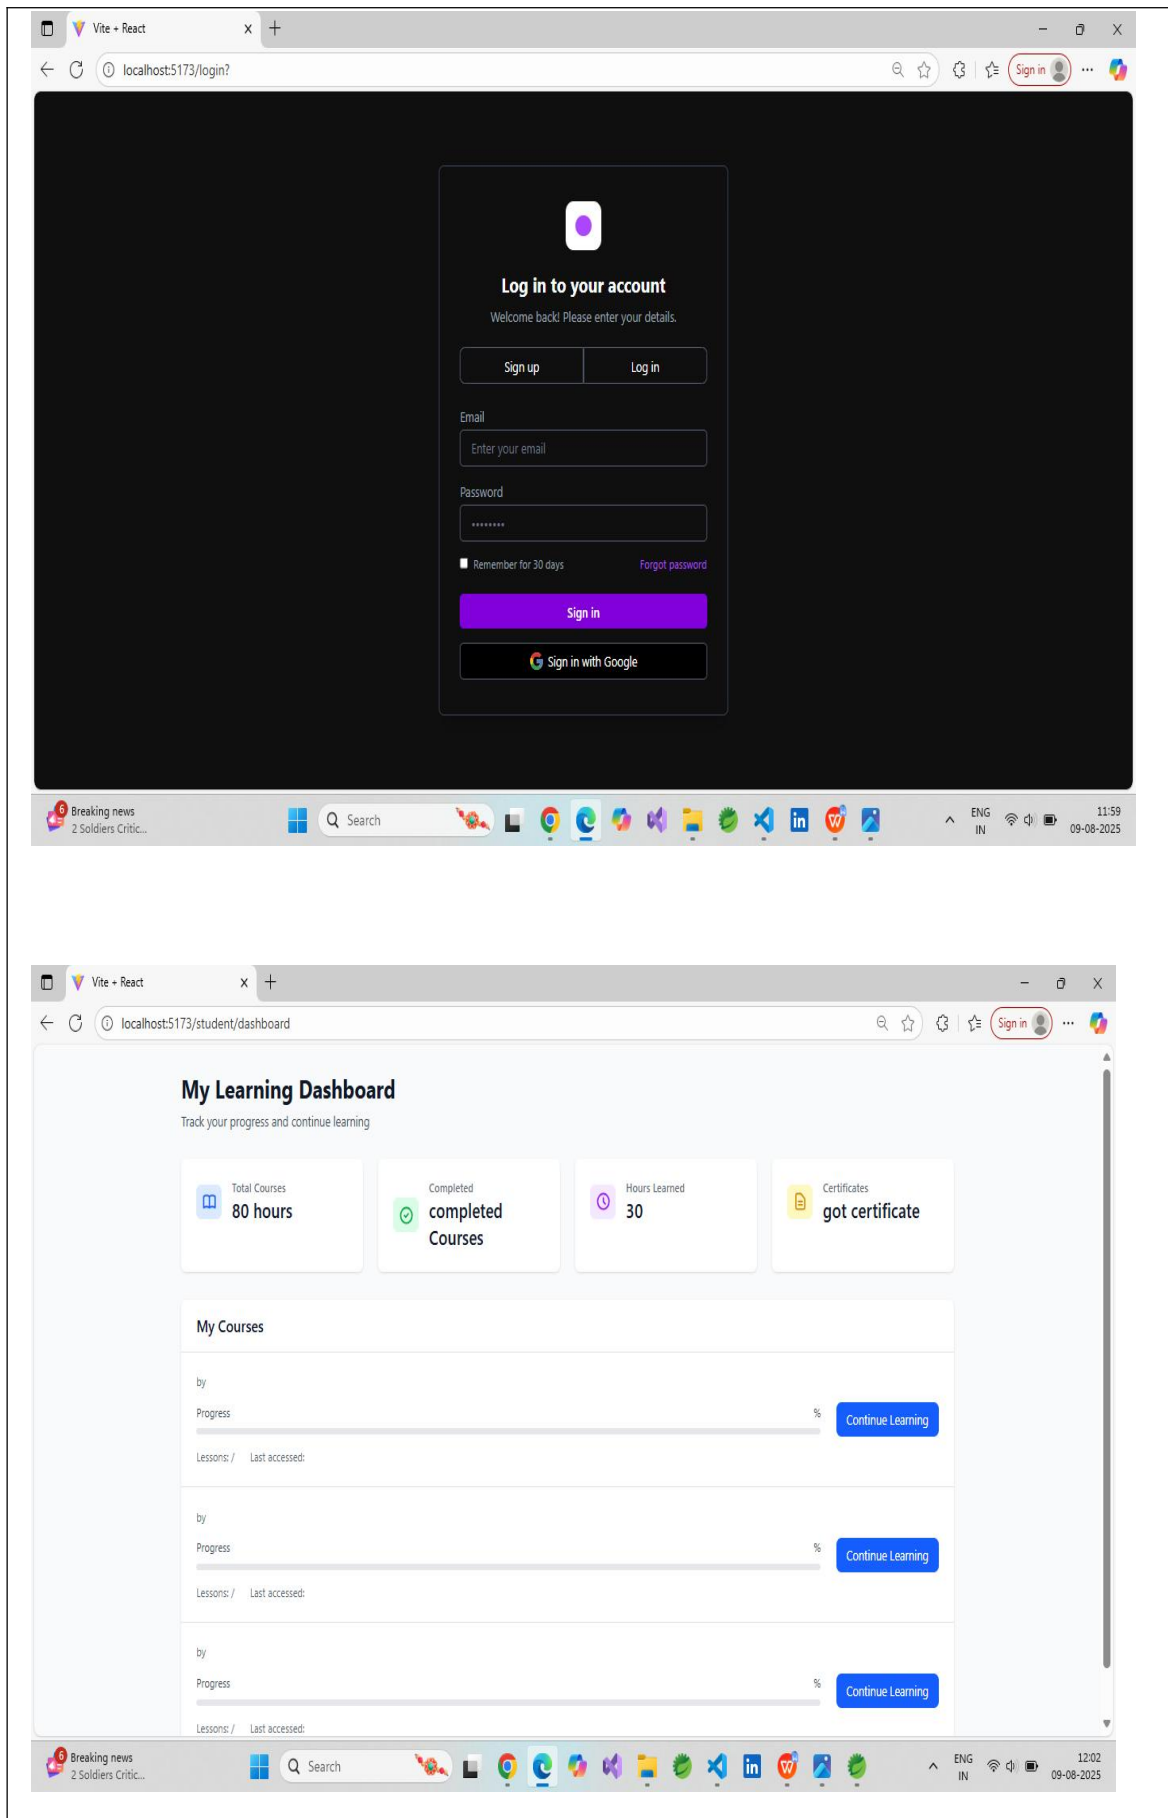 Vite + React
localhost:5173/login?
Sign in
Log in to your account
Welcome back! Please enter your details.
Sign up Log in
Email
Enter your email
Password
••••••••
Remember for 30 days Forgot password
Sign in
Sign in with Google
6
Breaking news
2 Soldiers Critic...
Search
ENG
IN
11:59
09-08-2025
Vite + React
localhost:5173/student/dashboard
Sign in
My Learning Dashboard
Track your progress and continue learning
Total Courses
80 hours
Completed
completed
Courses
Hours Learned
30
Certificates
got certificate
My Courses
by
Progress %
Continue Learning
Lessons: / Last accessed:
by
Progress %
Continue Learning
Lessons: / Last accessed:
by
Progress %
Continue Learning
Lessons: / Last accessed:
6
Breaking news
2 Soldiers Critic...
Search
ENG
IN
12:02
09-08-2025